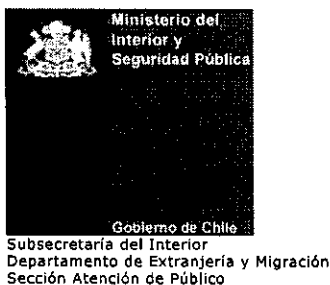 Ministerio del
Interior y
Seguridad Pública
Gobierno de Chile
Subsecretaría del Interior
Departamento de Extranjería y Migración
Sección Atención de Público